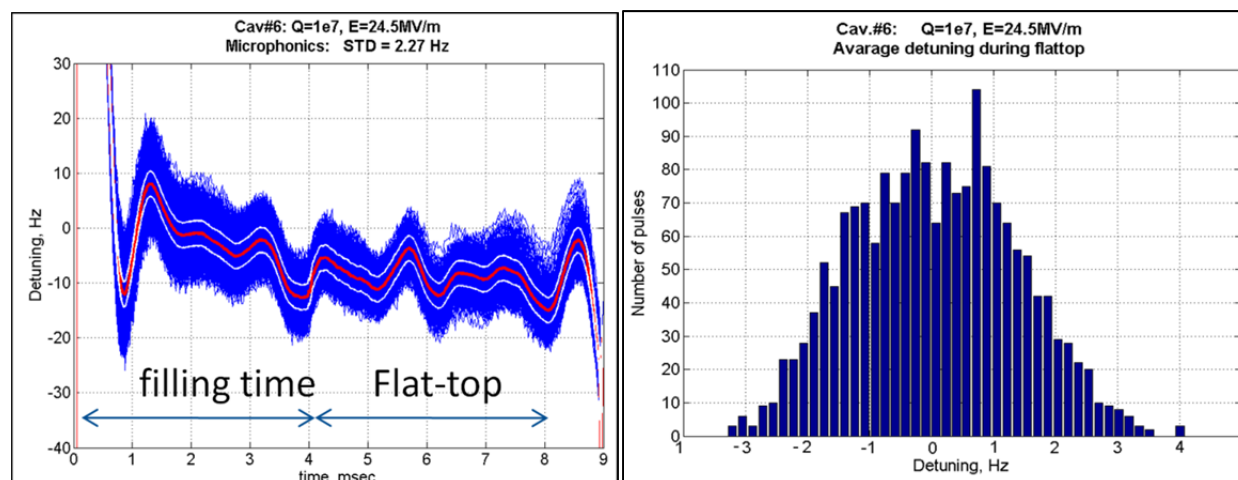 Cav#6: Q=1e7, E=24.5MV/m
Microphonics: STD = 2.27 Hz
30
20
10
0
-10
-20
-30
-40
Detuning, Hz
filling time
Flat-top
0 1 2 3 4 5 6 7 8 9
time, msec
Cav.#6: Q=1e7, E=24.5MV/m
Avarage detuning during flattop
110
100
90
80
70
60
50
40
30
20
10
0
Number of pulses
1 -3 -2 -1 0 1 2 3 4
Detuning, Hz